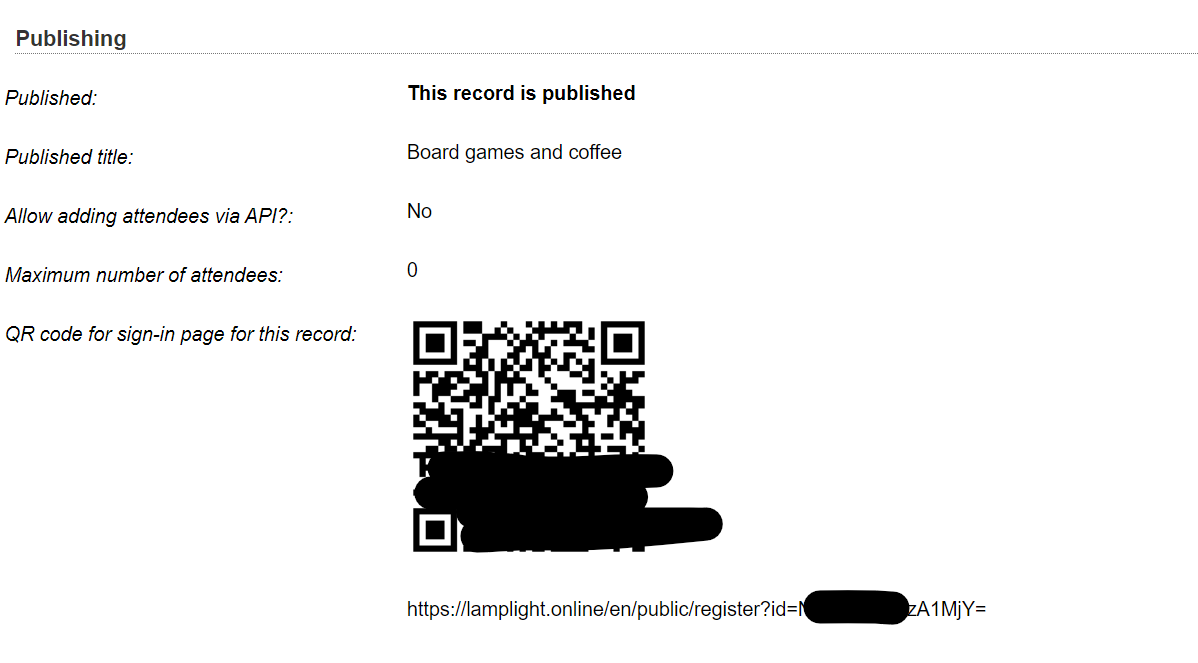 Publishing
Published: This record is published
Published title: Board games and coffee
Allow adding attendees via API?: No
Maximum number of attendees: 0
QR code for sign-in page for this record:
https://lamplight.online/en/public/register?id= zA1MjY=